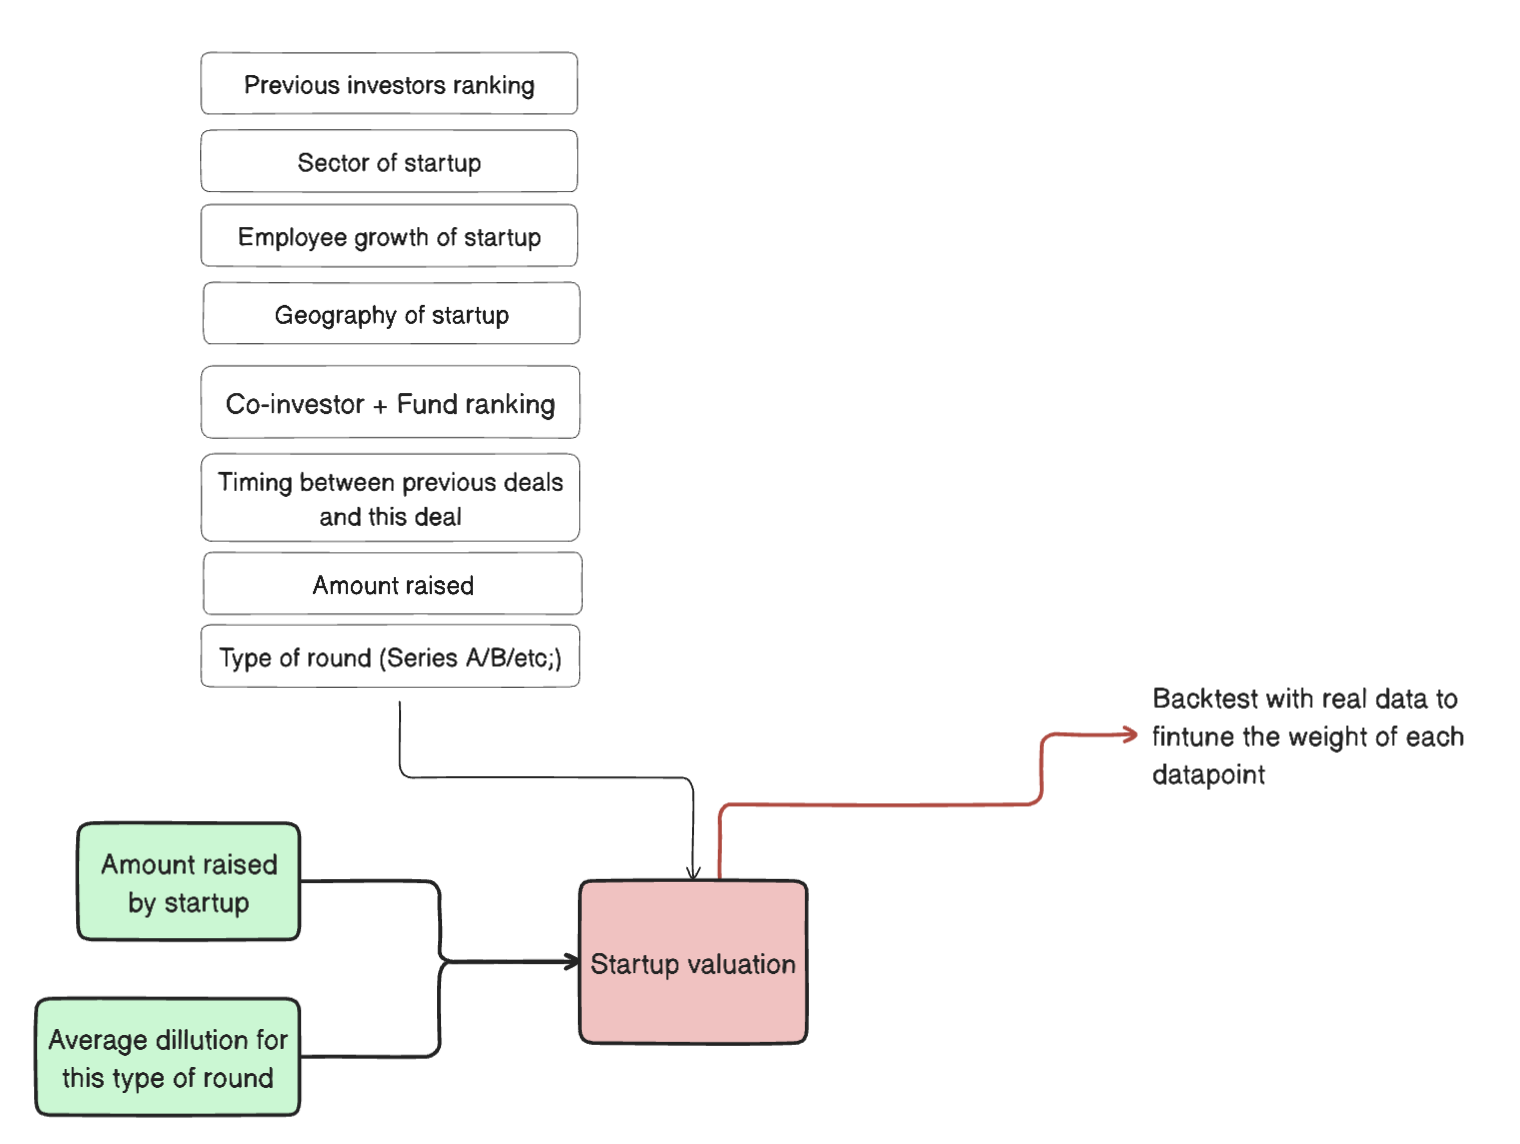 Previous investors ranking
Sector of startup
Employee growth of startup
Geography of startup
Co-investor + Fund ranking
Timing between previous deals
and this deal
Amount raised
Type of round (Series A/B/etc;)
Backtest with real data to
fintune the weight of each
datapoint
Amount raised
by startup
Startup valuation
Average dillution for
this type of round